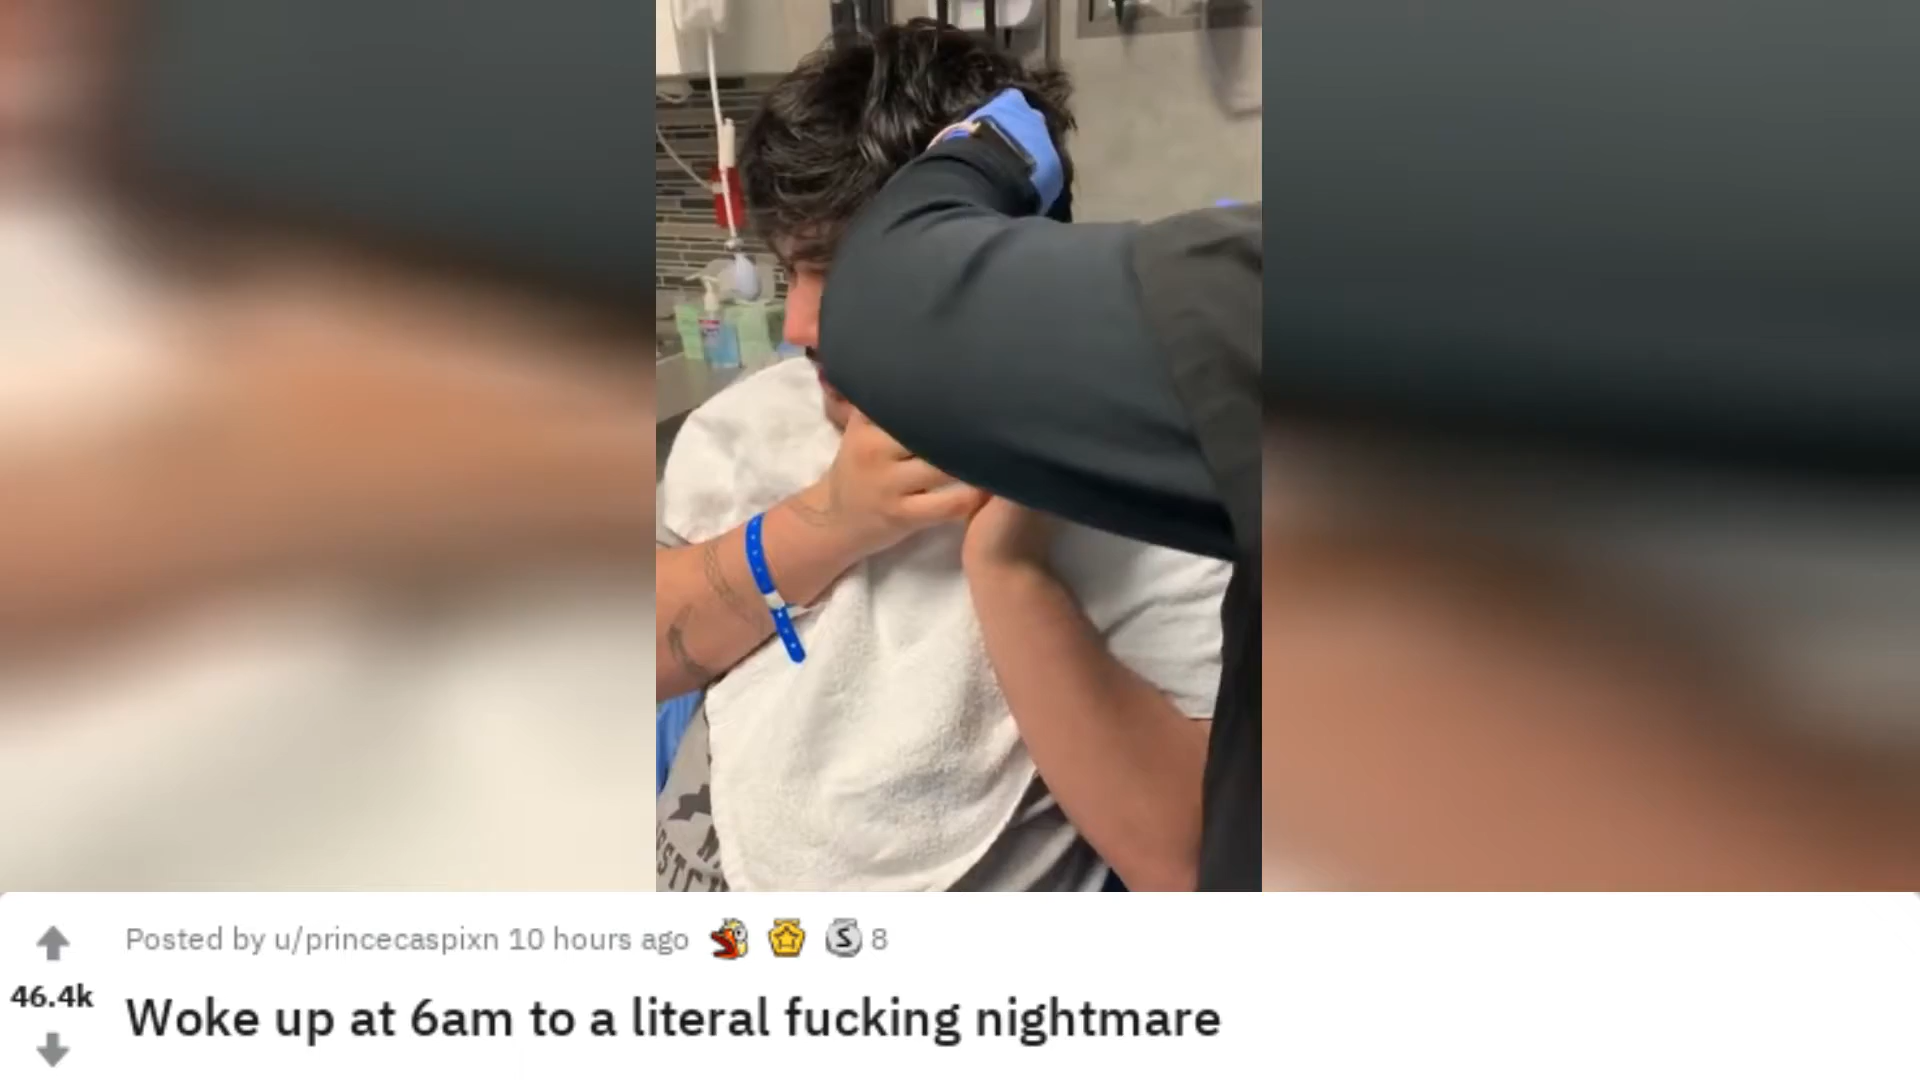 Posted by u/princecaspixn 10 hours ago 8
46.4k
Woke up at 6am to a literal fucking nightmare